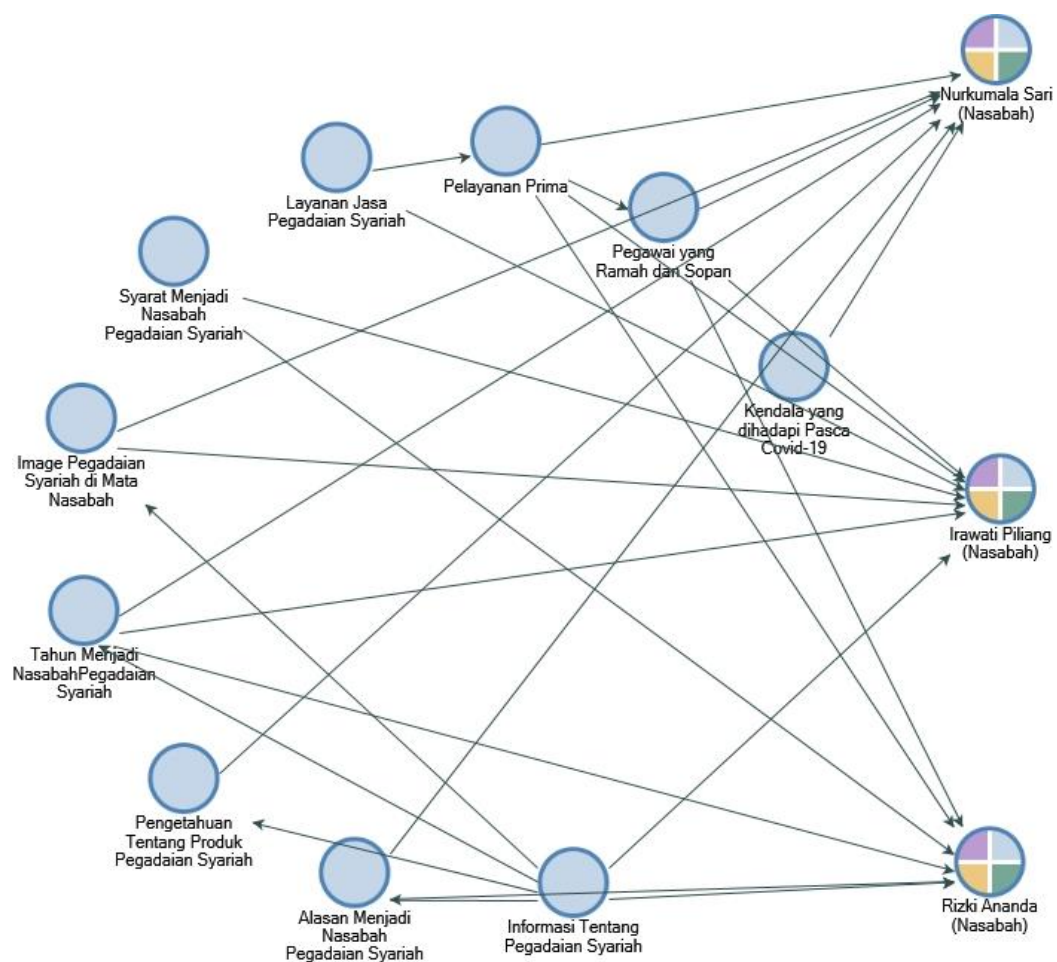 Nurkumala Sari
(Nasabah)
Layanan Jasa
Pegadaian Syariah
Pelayanan Prima
Pegawai yang
Ramah dan Sopan
Syarat Menjadi
Nasabah
Pegadaian Syariah
Kendala yang
dihadapi Pasca
Covid-19
Image Pegadaian
Syariah di Mata
Nasabah
Irawati Piliang
(Nasabah)
Tahun Menjadi
NasabahPegadaian
Syariah
Pengetahuan
Tentang Produk
Pegadaian Syariah
Alasan Menjadi
Nasabah
Pegadaian Syariah
Informasi Tentang
Pegadaian Syariah
Rizki Ananda
(Nasabah)